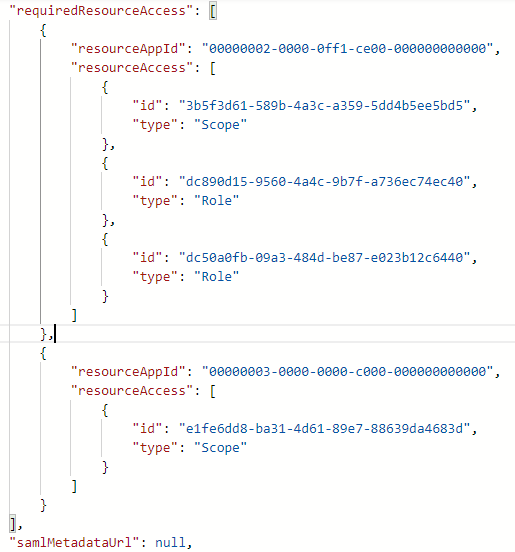 "requiredResourceAccess": [
{
"resourceAppId": "00000002-0000-0ff1-ce00-000000000000",
"resourceAccess": [
{
"id": "3b5f3d61-589b-4a3c-a359-5dd4b5ee5bd5",
"type": "Scope"
},
{
"id": "dc890d15-9560-4a4c-9b7f-a736ec74ec40",
"type": "Role"
},
{
"id": "dc50a0fb-09a3-484d-be87-e023b12c6440",
"type": "Role"
}
]
},
{
"resourceAppId": "00000003-0000-0000-c000-000000000000",
"resourceAccess": [
{
"id": "e1fe6dd8-ba31-4d61-89e7-88639da4683d",
"type": "Scope"
}
]
}
],
"samlMetadataUrl": null,